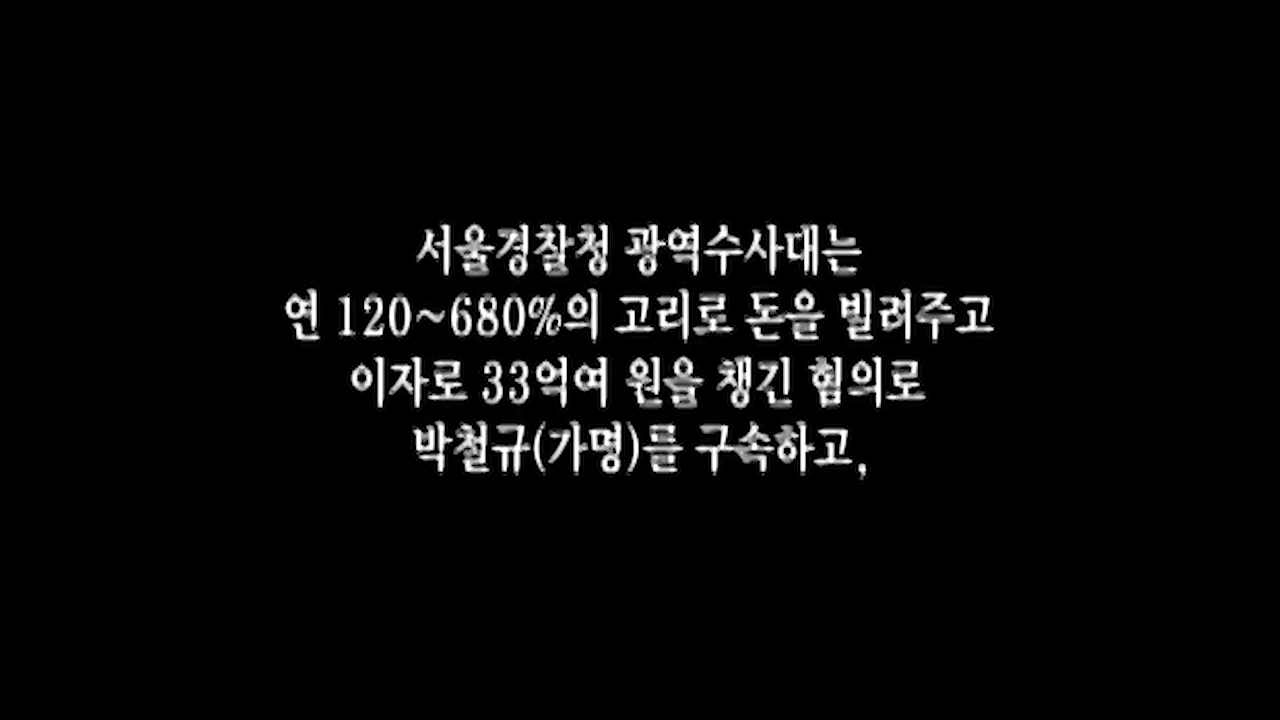 서울경찰청 광역수사대는
연 120~680%의 고리로 돈을 빌려주고
이자로 33억여 원을 챙긴 혐의로
박철규(가명)를 구속하고,